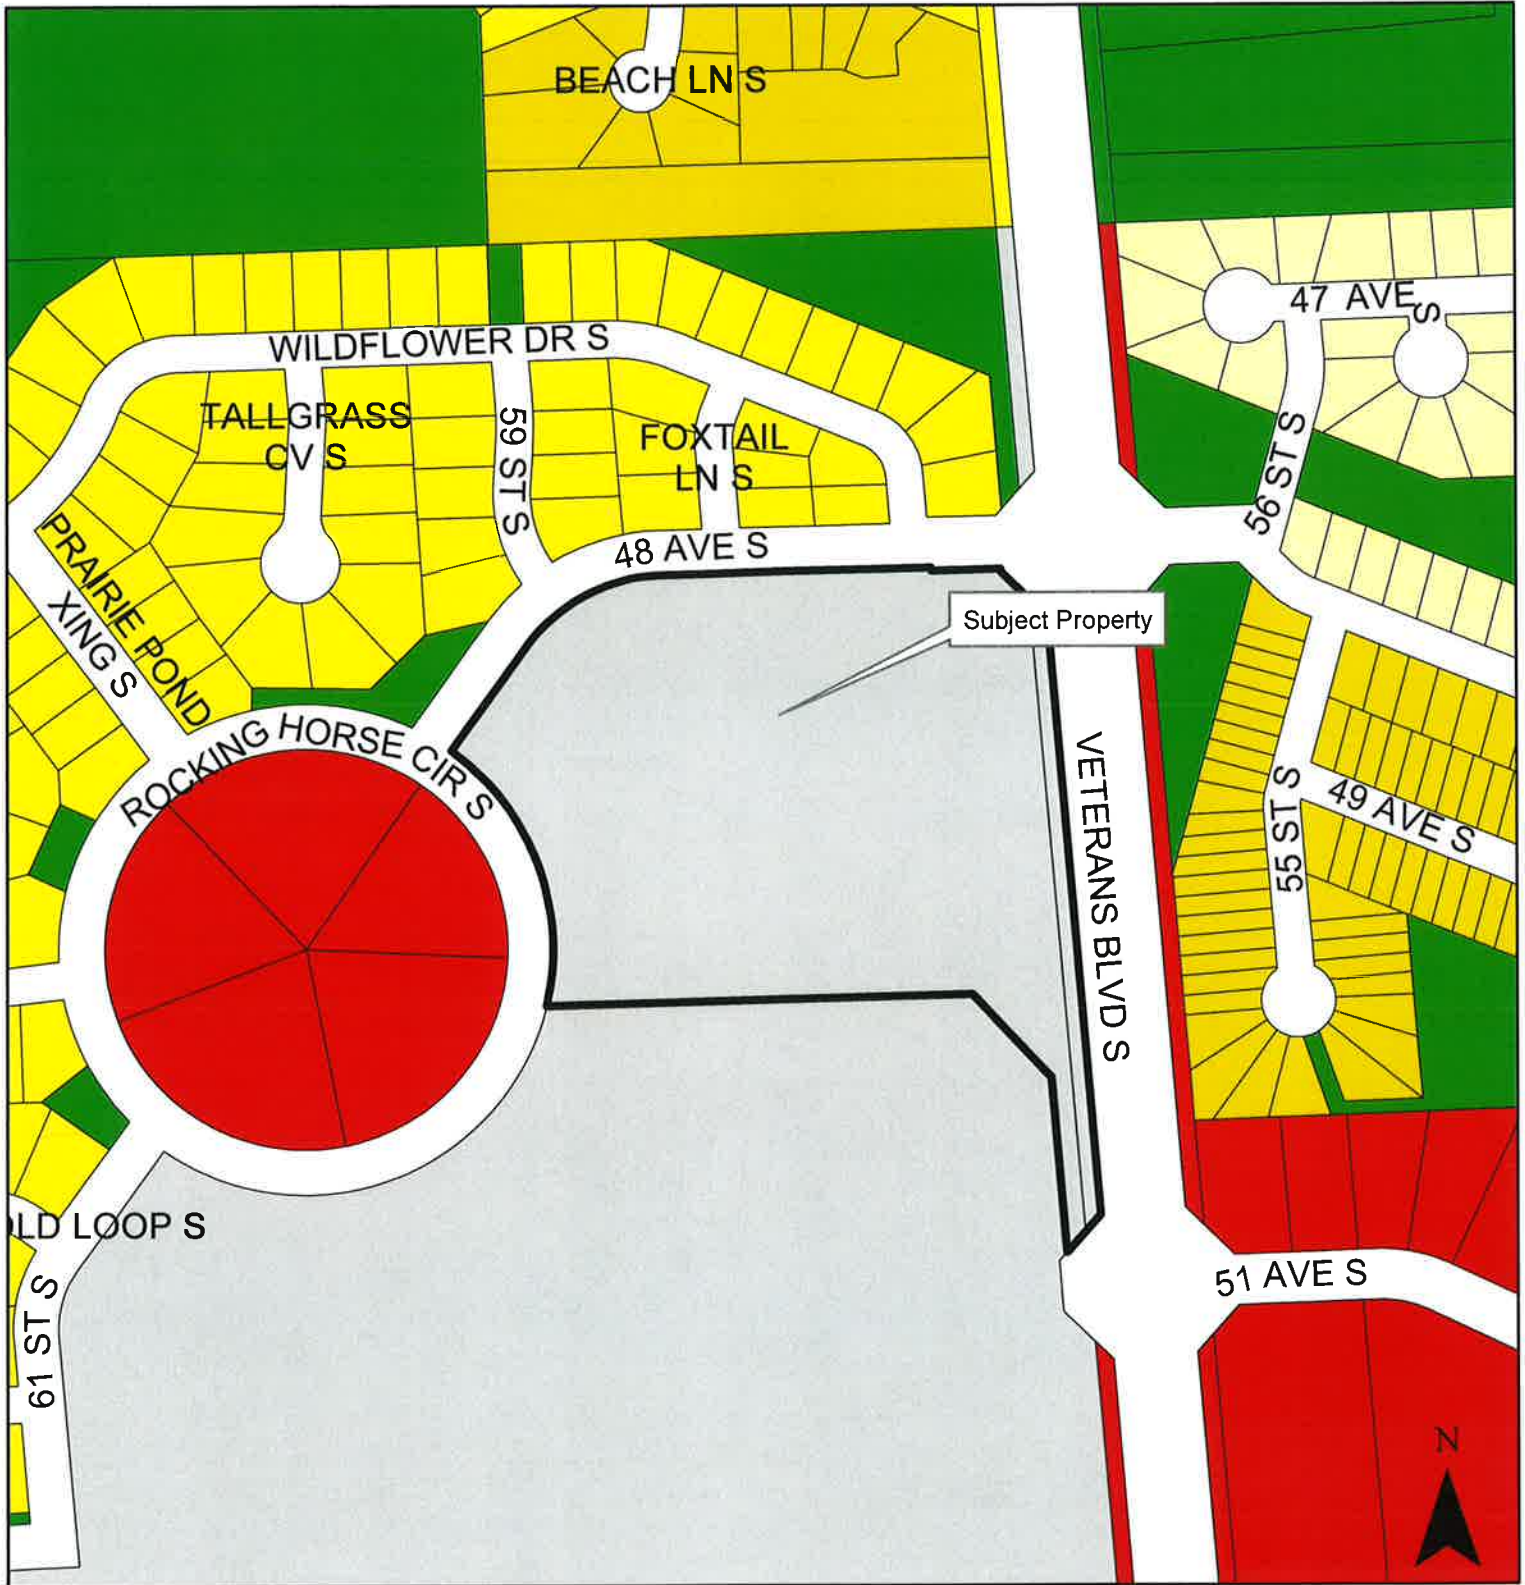 BEACH LN S
47 AVE
S
WILDFLOWER DR S
TALLGRASS
CV S
59 ST S
FOXTAIL
LN S
56 ST S
48 AVE S
PRAIRIE POND
XING S
Subject Property
ROCKING HORSE CIR S
VETERANS BLVD S
49 AVE S
55 ST S
LD LOOP S
51 AVE S
61 ST S
N